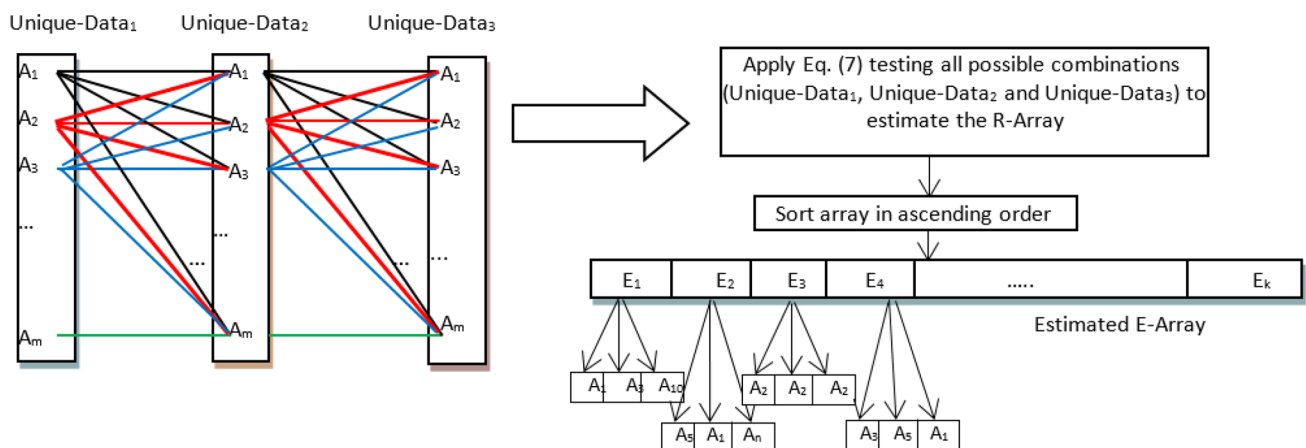 Unique-Data₁ Unique-Data₂ Unique-Data₃
A₁ A₁ A₁
A₂ A₂ A₂
A₃ A₃ A₃
... ... ...
... ...
Aₘ Aₘ Aₘ
Apply Eq. (7) testing all possible combinations
(Unique-Data₁, Unique-Data₂ and Unique-Data₃) to
estimate the R-Array
Sort array in ascending order
E₁ E₂ E₃ E₄ ..... Eₖ
Estimated E-Array
A₁ A₃ A₁₀
A₅ A₁ Aₙ
A₂ A₂ A₂
A₃ A₅ A₁